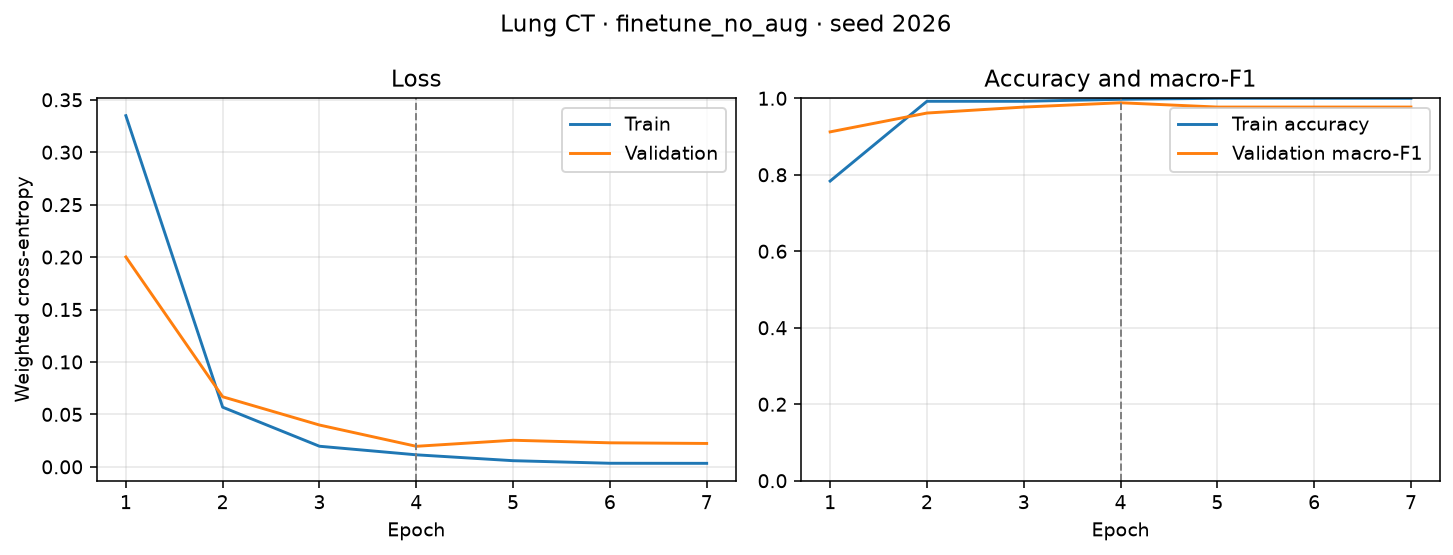 Lung CT · finetune_no_aug · seed 2026
Loss
Weighted cross-entropy
0.35
0.30
0.25
0.20
0.15
0.10
0.05
0.00
Train
Validation
1 2 3 4 5 6 7
Epoch
Accuracy and macro-F1
1.0
0.8
0.6
0.4
0.2
0.0
Train accuracy
Validation macro-F1
1 2 3 4 5 6 7
Epoch